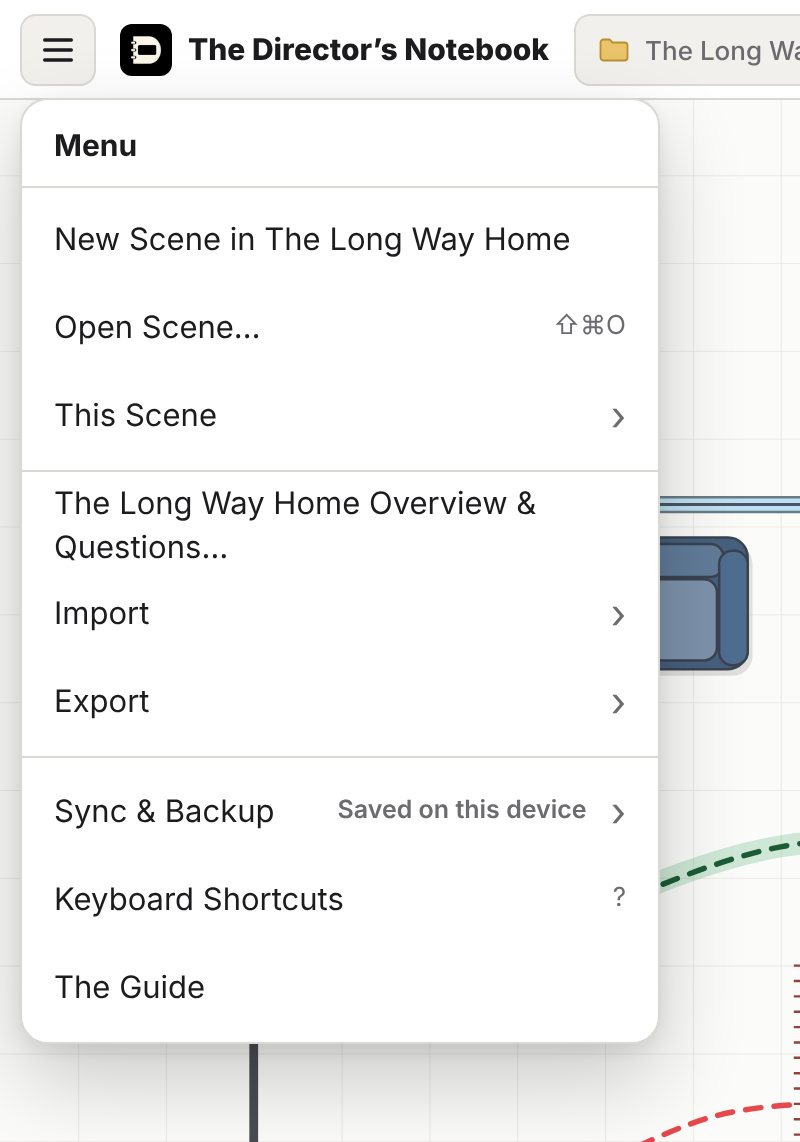 The Director’s Notebook
The Long Wa
Menu
New Scene in The Long Way Home
Open Scene… ⇧⌘O
This Scene
The Long Way Home Overview &
Questions…
Import
Export
Sync & Backup Saved on this device
Keyboard Shortcuts ?
The Guide